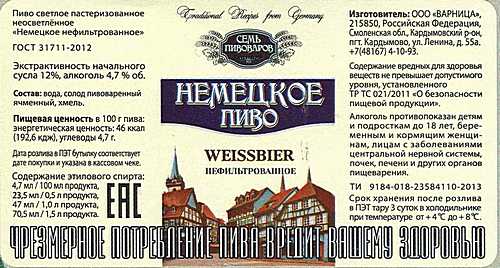 Пиво светлое пастеризованное
неосветлённое
«Немецкое нефильтрованное»
ГОСТ 31711-2012
Экстрактивность начального
сусла 12%, алкоголь 4,7 % об.
Состав: вода, солод пивоваренный
ячменный, хмель.
Пищевая ценность в 100 г пива:
энергетическая ценность: 46 ккал
(192,6 кдж), углеводы 4,7 г.
Дата розлива в ПЭТ бутылку соответствует
дате покупки и указана в кассовом чеке.
Содержание этилового спирта:
4,7 мл / 100 мл продукта,
23,5 мл / 0,5 л продукта,
47 мл / 1,0 л продукта,
70,5 мл / 1,5 л продукта.
EAC
Traditional Recipes from Germany
СЕМЬ
ПИВОВАРОВ
НЕМЕЦКОЕ
ПИВО
WEISSBIER
НЕФИЛЬТРОВАННОЕ
Изготовитель: ООО «ВАРНИЦА»,
215850, Российская Федерация,
Смоленская обл., Кардымовский р-он,
пгт. Кардымово, ул. Ленина, д. 55а,
+7(48167) 4-10-93.
Содержание вредных для здоровья
веществ не превышает допустимого
уровня, установленного
ТР ТС 021/2011 «О безопасности
пищевой продукции».
Алкоголь противопоказан детям
и подросткам до 18 лет, бере-
менным и кормящим женщи-
нам, лицам с заболеваниями
центральной нервной системы,
почек, печени и других органов
пищеварения.
ТИ 9184-018-23584110-2013
Срок хранения после розлива
в ПЭТ тару 3 суток в холодильнике
при температуре от +4°C до +8°C.
ЧРЕЗМЕРНОЕ ПОТРЕБЛЕНИЕ ПИВА ВРЕДИТ ВАШЕМУ ЗДОРОВЬЮ